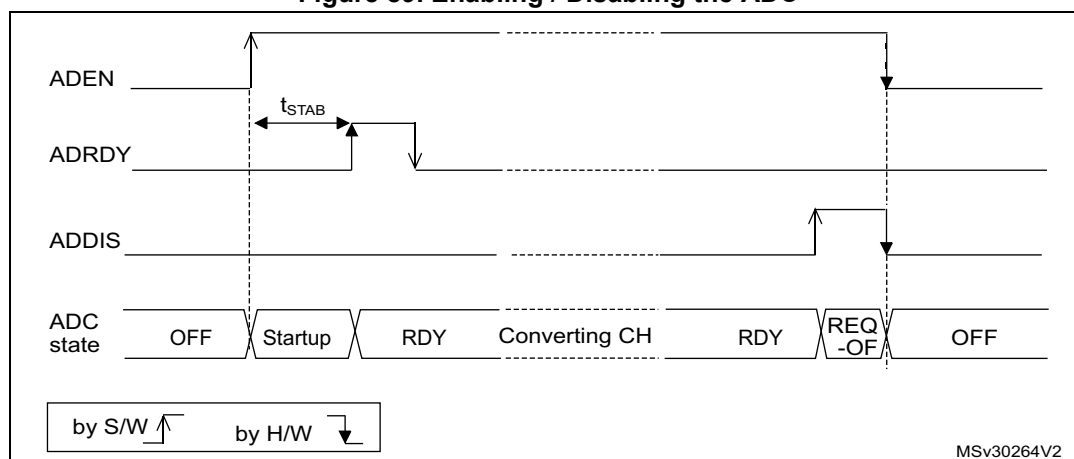 Figure Enabling / Disabling the ADC
ADEN
tSTAB
ADRDY
ADDIS
ADC
state
OFF
Startup
RDY
Converting CH
RDY
REQ
-OF
OFF
by S/W
by H/W
MSv30264V2